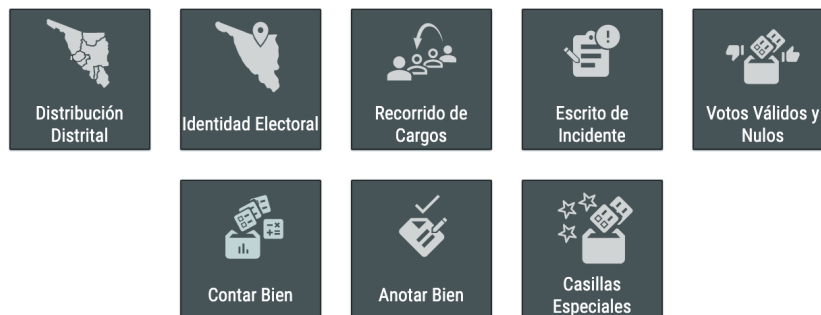 Distribución
Distrital
Identidad Electoral
Recorrido de
Cargos
Escrito de
Incidente
Votos Válidos y
Nulos
Contar Bien
Anotar Bien
Casillas
Especiales